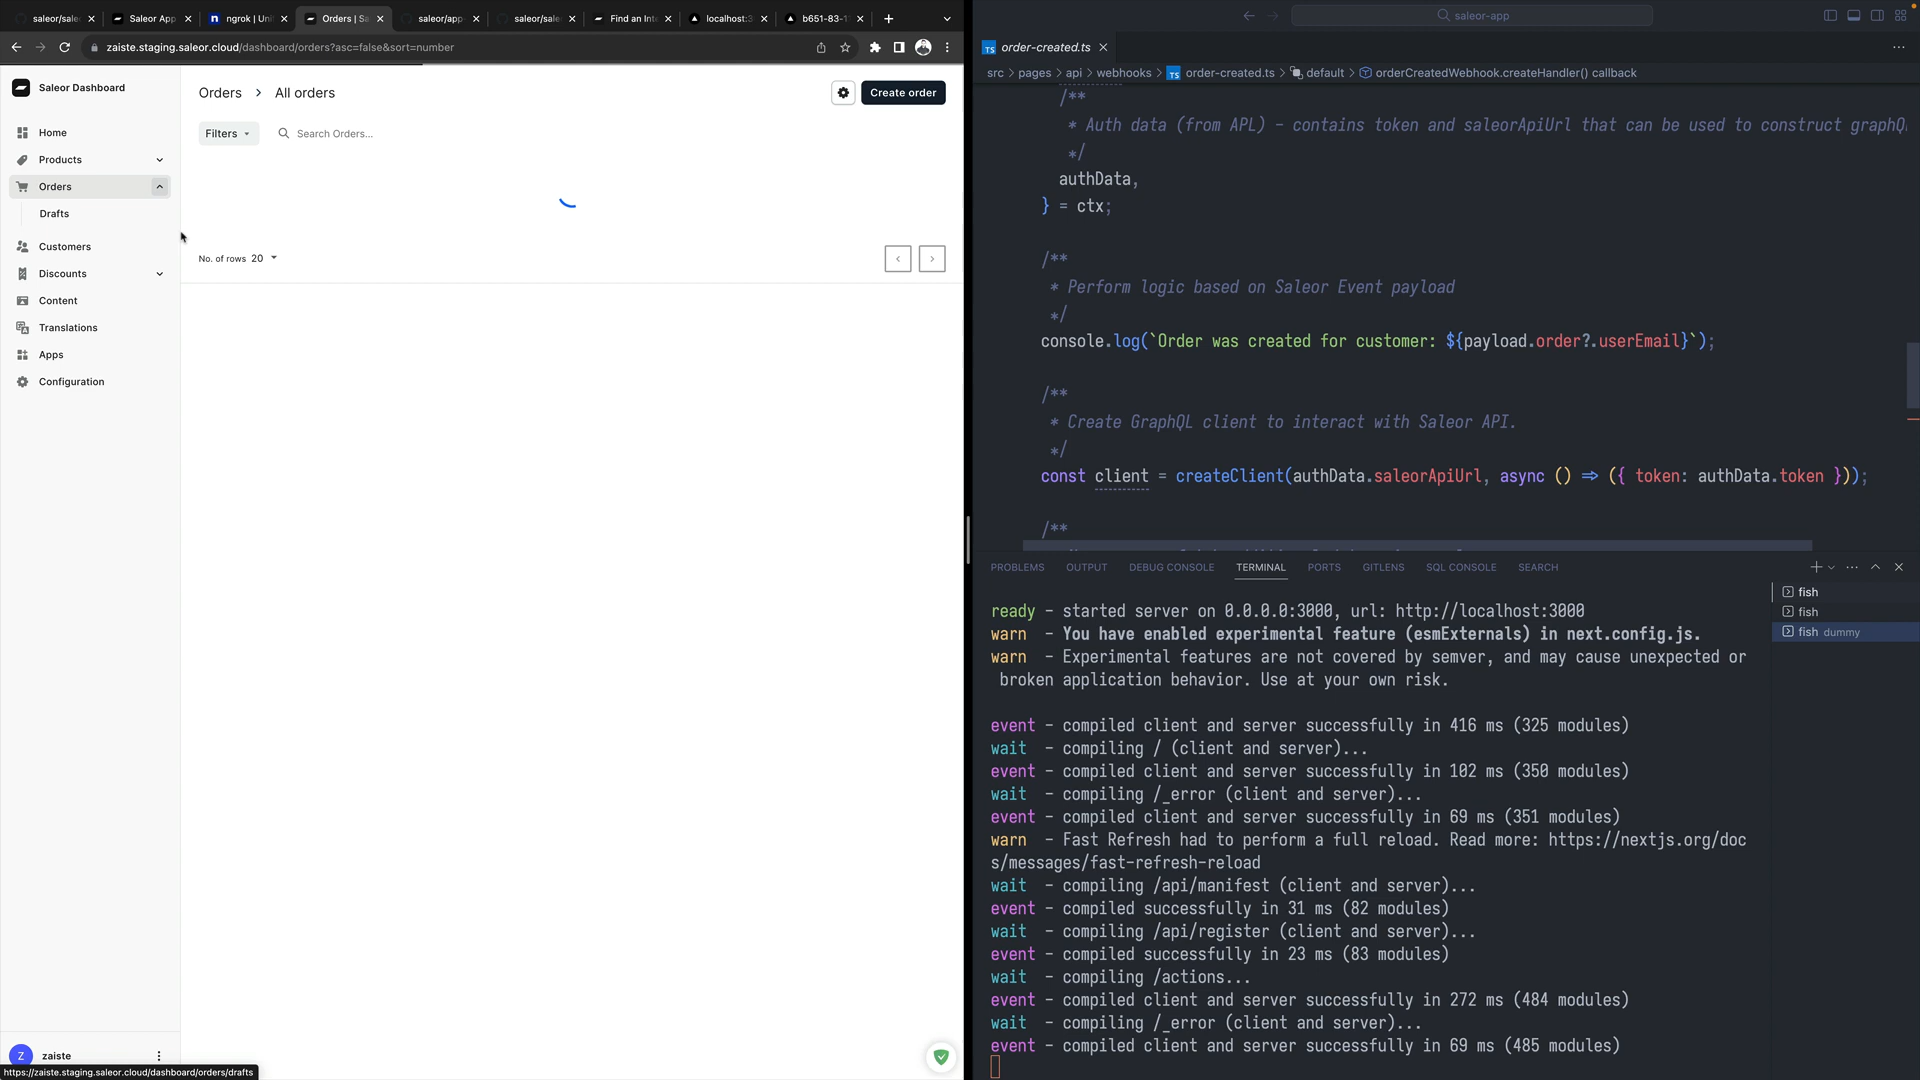 saleor/sale
Saleor App
ngrok | Uni
Orders | Sa
saleor/app-
saleor/sale
Find an Int
localhost:3
b651-83-1
zaiste.staging.saleor.cloud/dashboard/orders?asc=false&sort=number
Saleor Dashboard
Home
Products
Orders
Drafts
Customers
Discounts
Content
Translations
Apps
Configuration
Z zaiste
https://zaiste.staging.saleor.cloud/dashboard/orders/drafts
Orders > All orders
Create order
Filters
Search Orders...
No. of rows 20
saleor-app
TS order-created.ts
src > pages > api > webhooks > TS order-created.ts > default > orderCreatedWebhook.createHandler() callback
/**
* Auth data (from APL) - contains token and saleorApiUrl that can be used to construct graphQ
*/
authData,
} = ctx;
/**
* Perform logic based on Saleor Event payload
*/
console.log(`Order was created for customer: ${payload.order?.userEmail}`);
/**
* Create GraphQL client to interact with Saleor API.
*/
const client = createClient(authData.saleorApiUrl, async () => ({ token: authData.token }));
/**
PROBLEMS OUTPUT DEBUG CONSOLE TERMINAL PORTS GITLENS SQL CONSOLE SEARCH
fish
fish
fish dummy
ready - started server on 0.0.0.0:3000, url: http://localhost:3000
warn - You have enabled experimental feature (esmExternals) in next.config.js.
warn - Experimental features are not covered by semver, and may cause unexpected or
broken application behavior. Use at your own risk.
event - compiled client and server successfully in 416 ms (325 modules)
wait - compiling / (client and server)...
event - compiled client and server successfully in 102 ms (350 modules)
wait - compiling /_error (client and server)...
event - compiled client and server successfully in 69 ms (351 modules)
warn - Fast Refresh had to perform a full reload. Read more: https://nextjs.org/doc
s/messages/fast-refresh-reload
wait - compiling /api/manifest (client and server)...
event - compiled successfully in 31 ms (82 modules)
wait - compiling /api/register (client and server)...
event - compiled successfully in 23 ms (83 modules)
wait - compiling /actions...
event - compiled client and server successfully in 272 ms (484 modules)
wait - compiling /_error (client and server)...
event - compiled client and server successfully in 69 ms (485 modules)